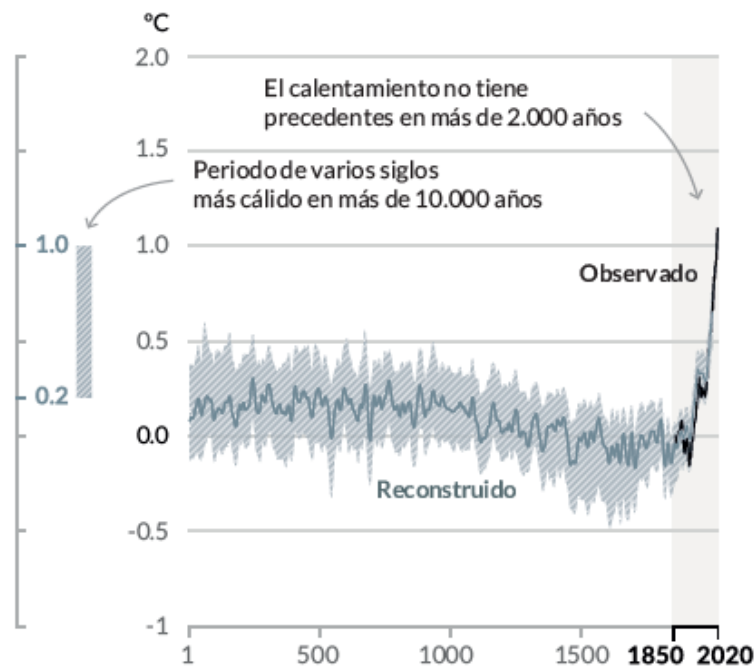 °C
2.0
El calentamiento no tiene
precedentes en más de 2.000 años
1.5
Periodo de varios siglos
más cálido en más de 10.000 años
1.0
1.0
Observado
0.5
0.2
0.0
Reconstruido
-0.5
-1
1 500 1000 1500 1850 2020